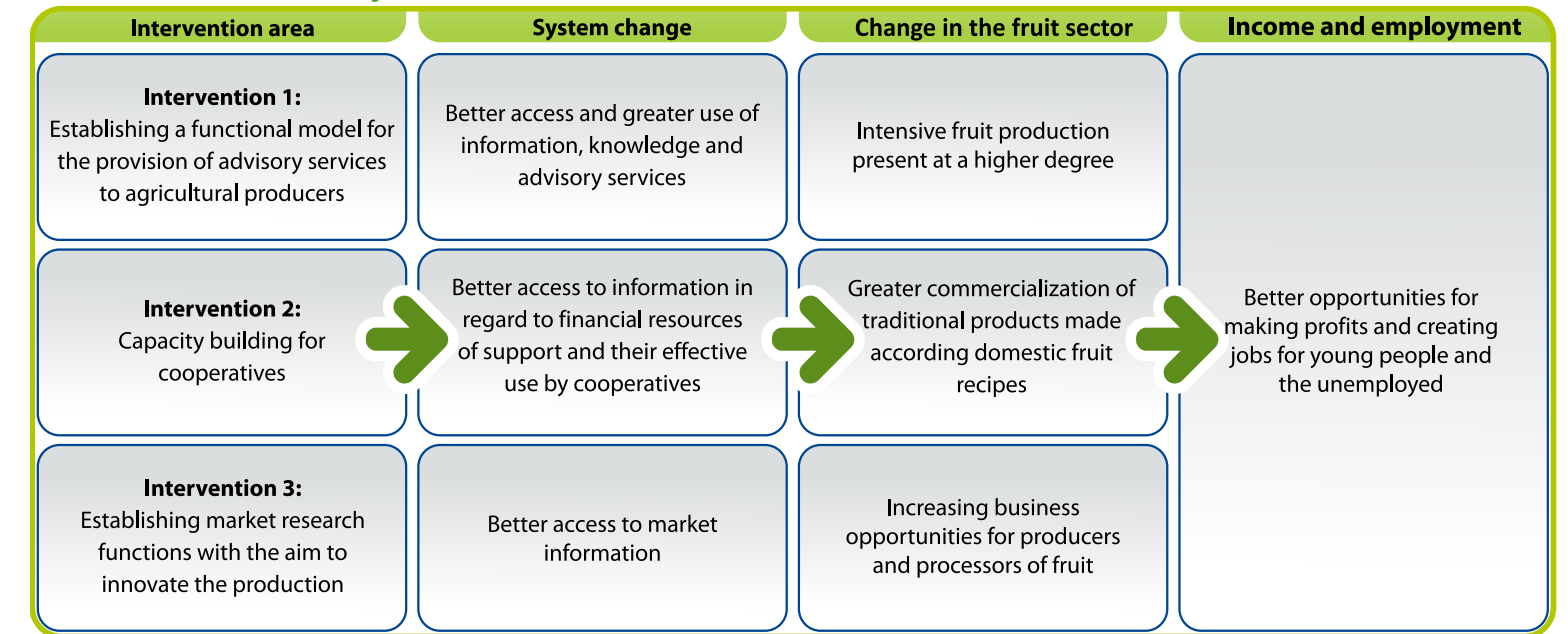 Intervention area
System change
Change in the fruit sector
Income and employment
Intervention 1:
Establishing a functional model for
the provision of advisory services
to agricultural producers
Better access and greater use of
information, knowledge and
advisory services
Intensive fruit production
present at a higher degree
Intervention 2:
Capacity building for
cooperatives
Better access to information in
regard to financial resources
of support and their effective
use by cooperatives
Greater commercialization of
traditional products made
according domestic fruit
recipes
Better opportunities for
making profits and creating
jobs for young people and
the unemployed
Intervention 3:
Establishing market research
functions with the aim to
innovate the production
Better access to market
information
Increasing business
opportunities for producers
and processors of fruit